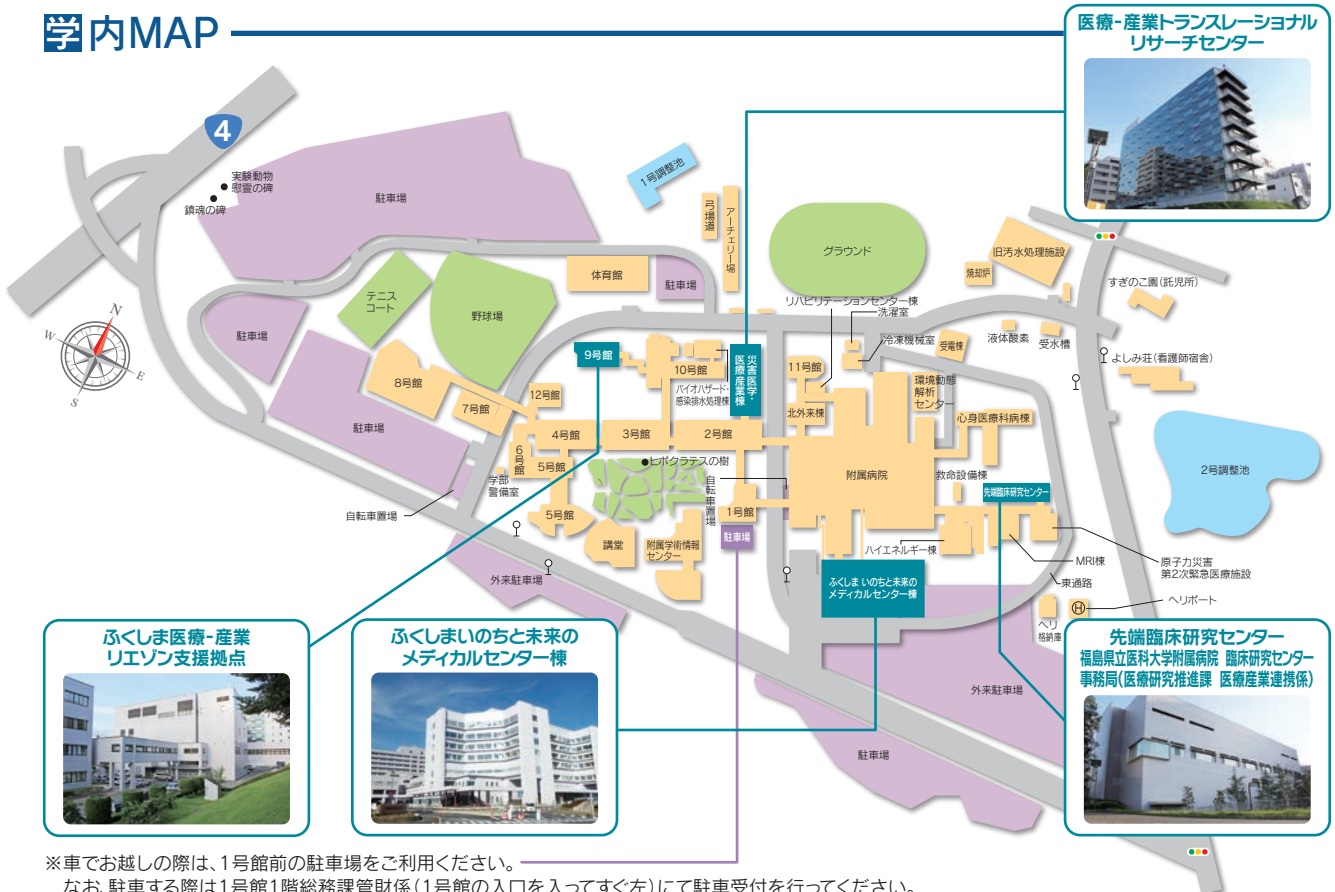 学内MAP
医療-産業トランスレーショナル
リサーチセンター
4
実験動物
慰霊の碑
鎮魂の碑
駐車場
1号調整池
弓道場
アーチェリー場
グラウンド
旧汚水処理施設
焼却炉
すぎのこ園(託児所)
体育館
駐車場
テニス
コート
野球場
駐車場
リハビリテーションセンター棟
洗濯室
冷凍機械室
受電棟
液体酸素
受水槽
よしみ荘(看護師宿舎)
9号館
10号館
バイオハザード・
感染排水処理棟
災害医学・
医療産業棟
11号館
北外来棟
環境動態
解析
センター
心身医療科病棟
8号館
7号館
12号館
駐車場
4号館
3号館
2号館
6号館
5号館
ヒポクラテスの樹
自転車置場
附属病院
救命設備棟
先端臨床研究センター
2号調整池
学部
警備室
自転車置場
5号館
講堂
附属学術情報
センター
1号館
駐車場
ハイエネルギー棟
MRI棟
原子力災害
第2次緊急医療施設
東通路
外来駐車場
ふくしま いのちと未来の
メディカルセンター棟
H
ヘリポート
ヘリ
格納庫
外来駐車場
駐車場
N
W
E
S
ふくしま医療-産業
リエゾン支援拠点
ふくしまいのちと未来の
メディカルセンター棟
先端臨床研究センター
福島県立医科大学附属病院 臨床研究センター
事務局(医療研究推進課 医療産業連携係)
※車でお越しの際は、1号館前の駐車場をご利用ください。
なお、駐車する際は1号館1階総務課管財係(1号館の入口を入ってすぐ左)にて駐車受付を行ってください。